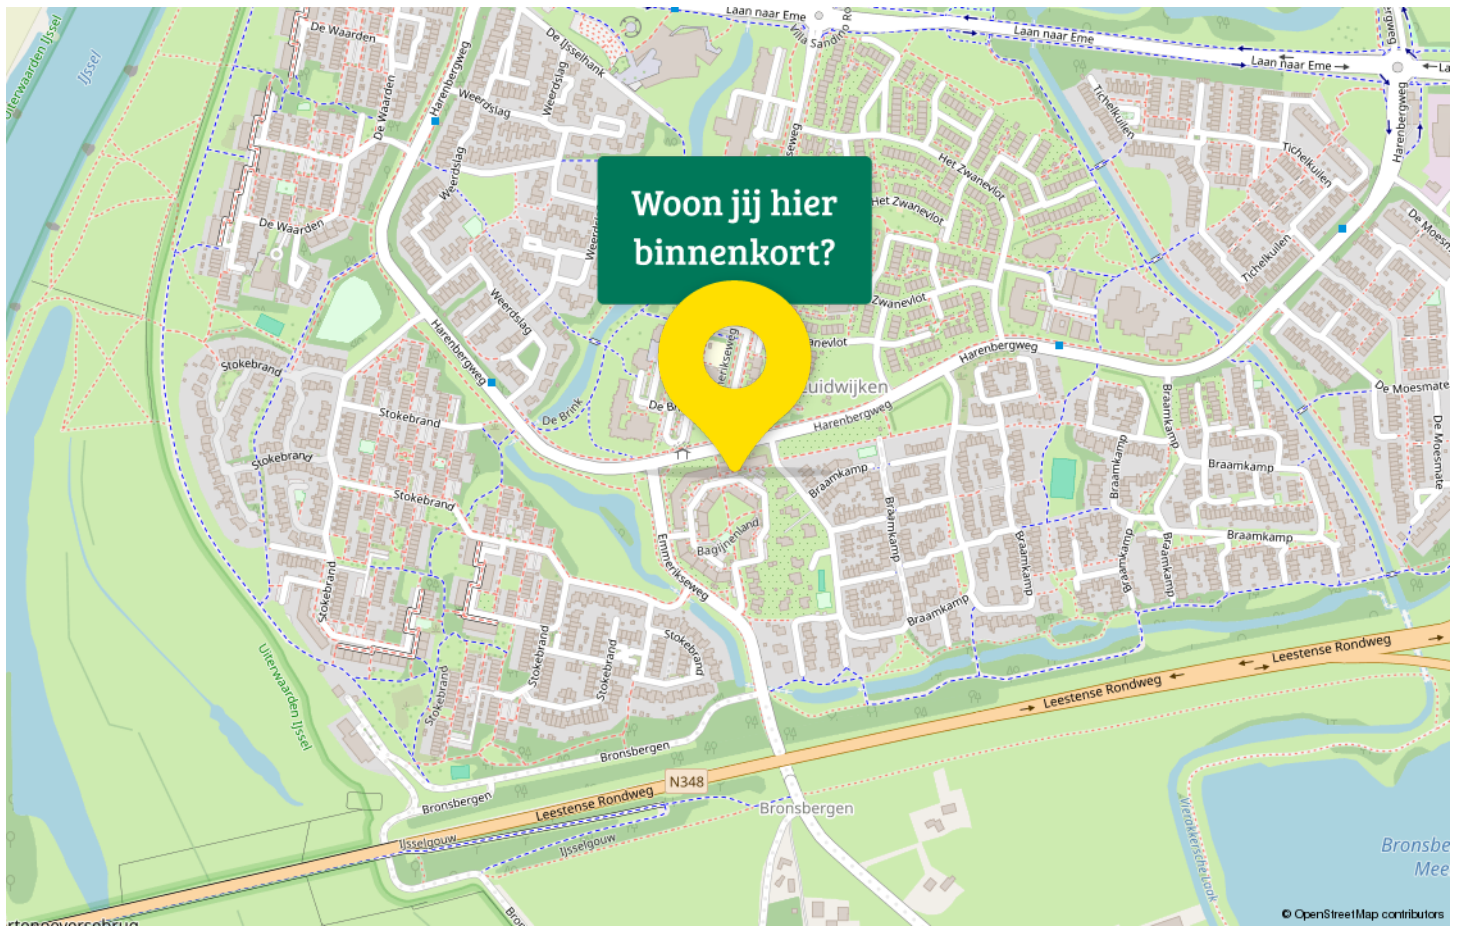 Laan naar Eme
Laan naar Eme
Laan naar Eme
De Waarden
De IJsselhank
Villa Sandino
Harenbergweg
Uiterwaarden IJssel
IJssel
Weerdslag
Weerdslag
De Waarden
Tichelkuilen
Harenbergweg
Weerdslag
Het Zwanevlot
Tichelkuilen
Woon jij hier
binnenkort?
Het Zwanevlot
De Waarden
Tichelkuilen
Weerdslag
Zwanevlot
Harenbergweg
Harenbergweg
Stokebrand
De Moesmate
De Brink
Harenbergweg
Stokebrand
Braamkamp
De Moesmate
Stokebrand
Braamkamp
Braamkamp
Braamkamp
Stokebrand
Braamkamp
Bagijnenland
Braamkamp
Emmerikseweg
Braamkamp
Braamkamp
Braamkamp
Stokebrand
Braamkamp
Stokebrand
Stokebrand
Stokebrand
Leestense Rondweg
Uiterwaarden IJssel
Stokebrand
Leestense Rondweg
Bronsbergen
N348
Leestense Rondweg
Bronsbergen
Bronsbergen
IJsselgouw
IJsselgouw
Vierakkersche Laak
Bronsbe
Mee
© OpenStreetMap contributors